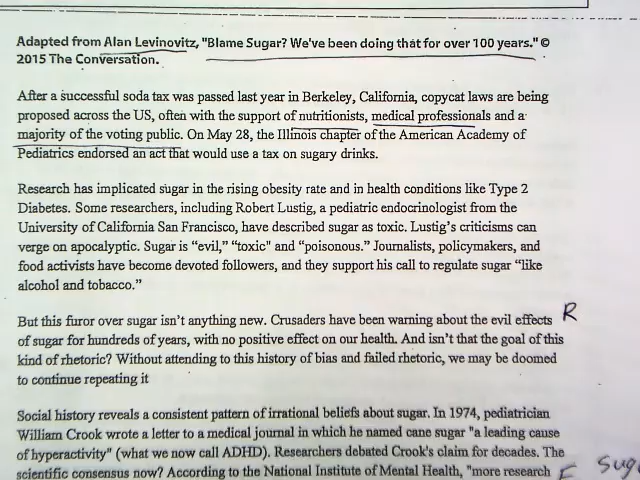 Adapted from Alan Levinovitz, "Blame Sugar? We've been doing that for over 100 years." ©
2015 The Conversation.
After a successful soda tax was passed last year in Berkeley, California, copycat laws are being
proposed across the US, often with the support of nutritionists, medical professionals and a
majority of the voting public. On May 28, the Illinois chapter of the American Academy of
Pediatrics endorsed an act that would use a tax on sugary drinks.
Research has implicated sugar in the rising obesity rate and in health conditions like Type 2
Diabetes. Some researchers, including Robert Lustig, a pediatric endocrinologist from the
University of California San Francisco, have described sugar as toxic. Lustig's criticisms can
verge on apocalyptic. Sugar is “evil,” “toxic" and “poisonous.” Journalists, policymakers, and
food activists have become devoted followers, and they support his call to regulate sugar “like
alcohol and tobacco.”
But this furor over sugar isn't anything new. Crusaders have been warning about the evil effects R
of sugar for hundreds of years, with no positive effect on our health. And isn't that the goal of this
kind of rhetoric? Without attending to this history of bias and failed rhetoric, we may be doomed
to continue repeating it
Social history reveals a consistent pattern of irrational beliefs about sugar. In 1974, pediatrician
William Crook wrote a letter to a medical journal in which he named cane sugar "a leading cause
of hyperactivity" (what we now call ADHD). Researchers debated Crook's claim for decades. The
scientific consensus now? According to the National Institute of Mental Health, "more research